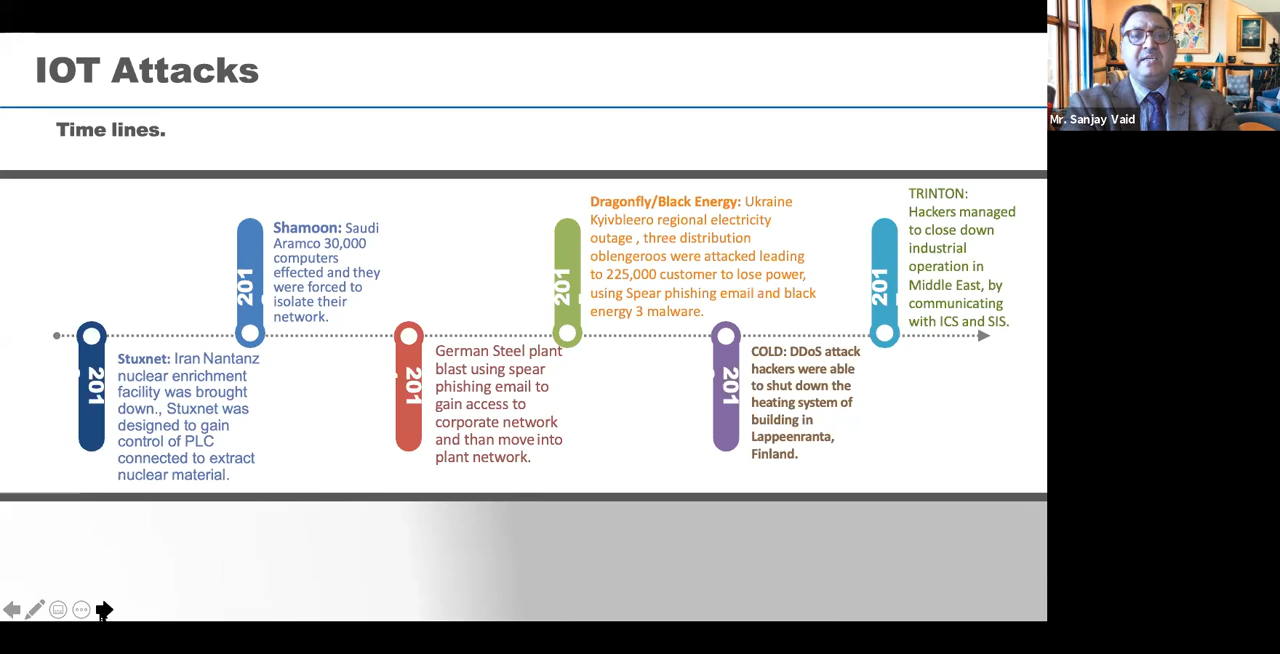 IOT Attacks
Time lines.
Mr. Sanjay Vaid
201
Stuxnet: Iran Nantanz
nuclear enrichment
facility was brought
down., Stuxnet was
designed to gain
control of PLC
connected to extract
nuclear material.
201
Shamoon: Saudi
Aramco 30,000
computers
effected and they
were forced to
isolate their
network.
201
German Steel plant
blast using spear
phishing email to
gain access to
corporate network
and than move into
plant network.
201
Dragonfly/Black Energy: Ukraine
Kyivbleero regional electricity
outage , three distribution
oblengeroos were attacked leading
to 225,000 customer to lose power,
using Spear phishing email and black
energy 3 malware.
201
COLD: DDoS attack
hackers were able
to shut down the
heating system of
building in
Lappeenranta,
Finland.
201
TRINTON:
Hackers managed
to close down
industrial
operation in
Middle East, by
communicating
with ICS and SIS.